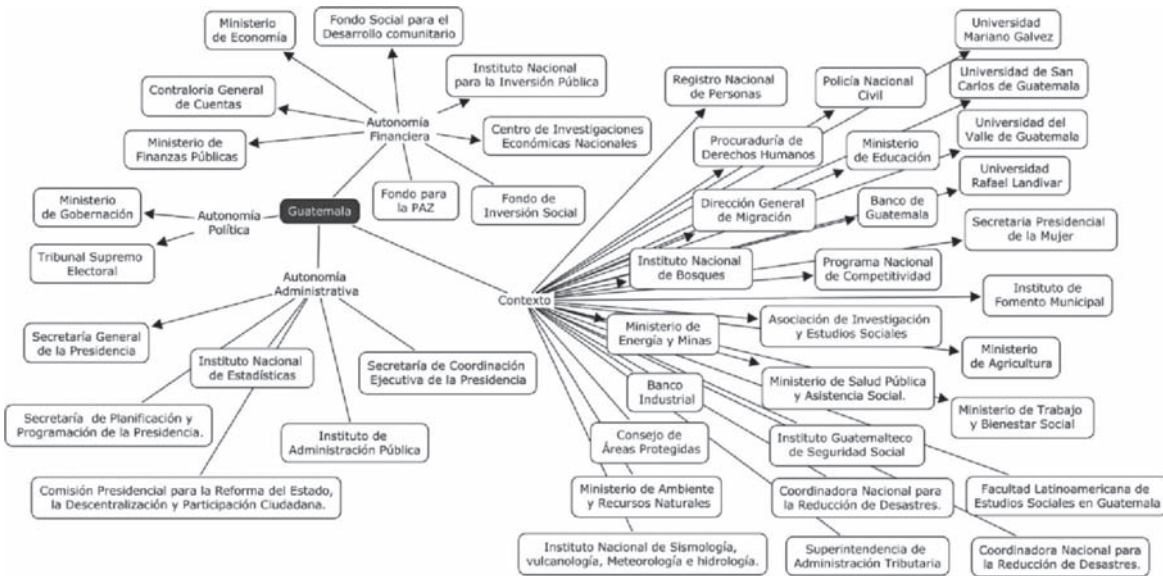 Ministerio
de Economía
Fondo Social para el
Desarrollo comunitario
Contraloría General
de Cuentas
Instituto Nacional
para la Inversión Pública
Autonomía
Financiera
Ministerio de
Finanzas Públicas
Centro de Investigaciones
Económicas Nacionales
Fondo para
la PAZ
Fondo de
Inversión Social
Ministerio
de Gobernación
Autonomía
Política
Guatemala
Tribunal Supremo
Electoral
Autonomía
Administrativa
Secretaría General
de la Presidencia
Instituto Nacional
de Estadísticas
Secretaría de Coordinación
Ejecutiva de la Presidencia
Secretaría de Planificación y
Programación de la Presidencia.
Instituto de
Administración Pública
Comisión Presidencial para la Reforma del Estado,
la Descentralización y Participación Ciudadana.
Universidad
Mariano Galvez
Registro Nacional
de Personas
Policía Nacional
Civil
Universidad de San
Carlos de Guatemala
Procuraduría de
Derechos Humanos
Ministerio
de Educación
Universidad del
Valle de Guatemala
Universidad
Rafael Landivar
Dirección General
de Migración
Banco de
Guatemala
Secretaria Presidencial
de la Mujer
Instituto Nacional
de Bosques
Programa Nacional
de Competitividad
Contexto
Instituto de
Fomento Municipal
Ministerio de
Energía y Minas
Asociación de Investigación
y Estudios Sociales
Ministerio
de Agricultura
Banco
Industrial
Ministerio de Salud Pública
y Asistencia Social.
Ministerio de Trabajo
y Bienestar Social
Consejo de
Áreas Protegidas
Instituto Guatemalteco
de Seguridad Social
Ministerio de Ambiente
y Recursos Naturales
Coordinadora Nacional para
la Reducción de Desastres.
Facultad Latinoamericana de
Estudios Sociales en Guatemala
Instituto Nacional de Sismología,
vulcanología, Meteorología e hidrología.
Superintendencia de
Administración Tributaria
Coordinadora Nacional para
la Reducción de Desastres.